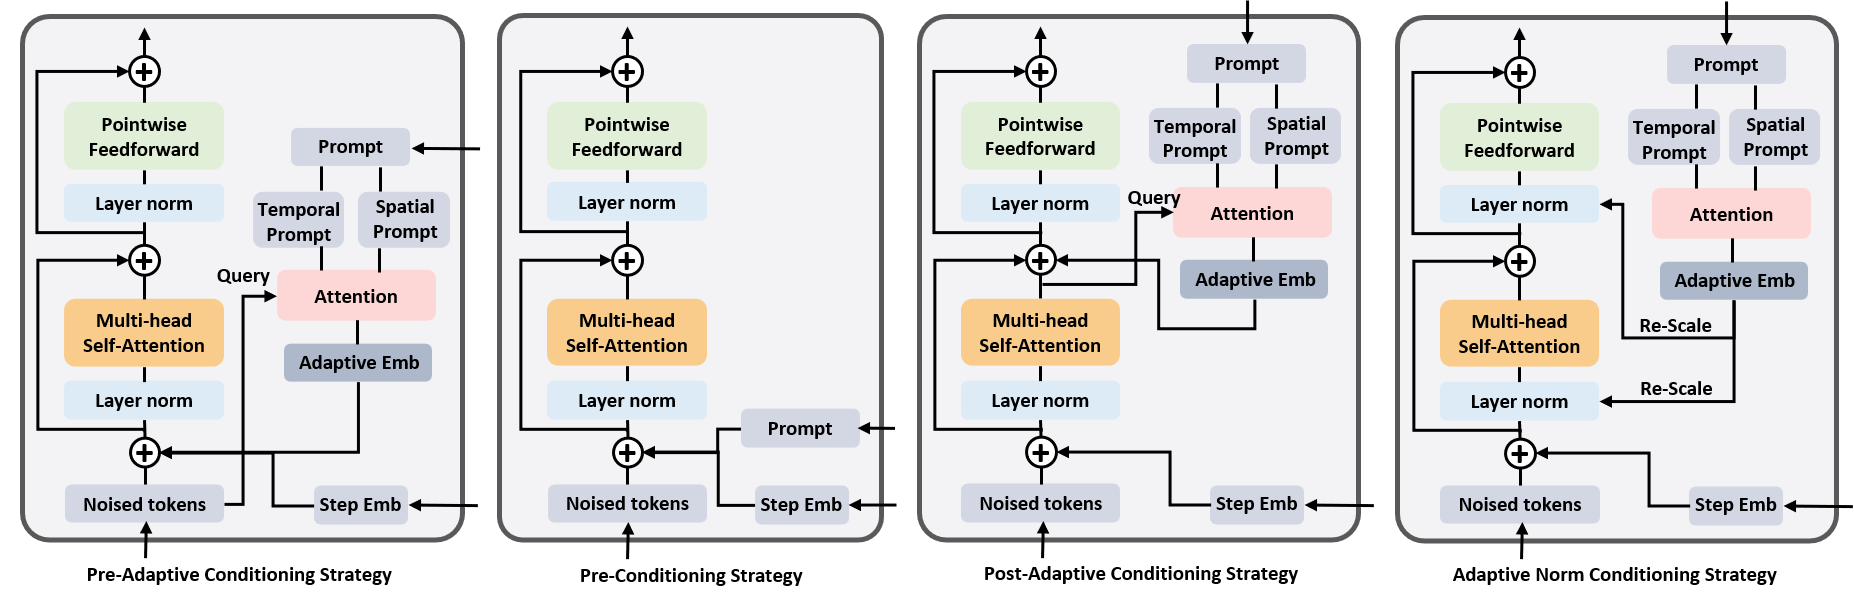 Pointwise
Feedforward
Layer norm
Multi-head
Self-Attention
Layer norm
Noised tokens
Prompt
Temporal
Prompt
Spatial
Prompt
Query
Attention
Adaptive Emb
Step Emb
Pre-Adaptive Conditioning Strategy
Pointwise
Feedforward
Layer norm
Multi-head
Self-Attention
Layer norm
Prompt
Noised tokens
Step Emb
Pre-Conditioning Strategy
Prompt
Pointwise
Feedforward
Temporal
Prompt
Spatial
Prompt
Layer norm
Query
Attention
Adaptive Emb
Multi-head
Self-Attention
Layer norm
Noised tokens
Step Emb
Post-Adaptive Conditioning Strategy
Prompt
Pointwise
Feedforward
Temporal
Prompt
Spatial
Prompt
Layer norm
Attention
Adaptive Emb
Multi-head
Self-Attention
Re-Scale
Layer norm
Re-Scale
Noised tokens
Step Emb
Adaptive Norm Conditioning Strategy